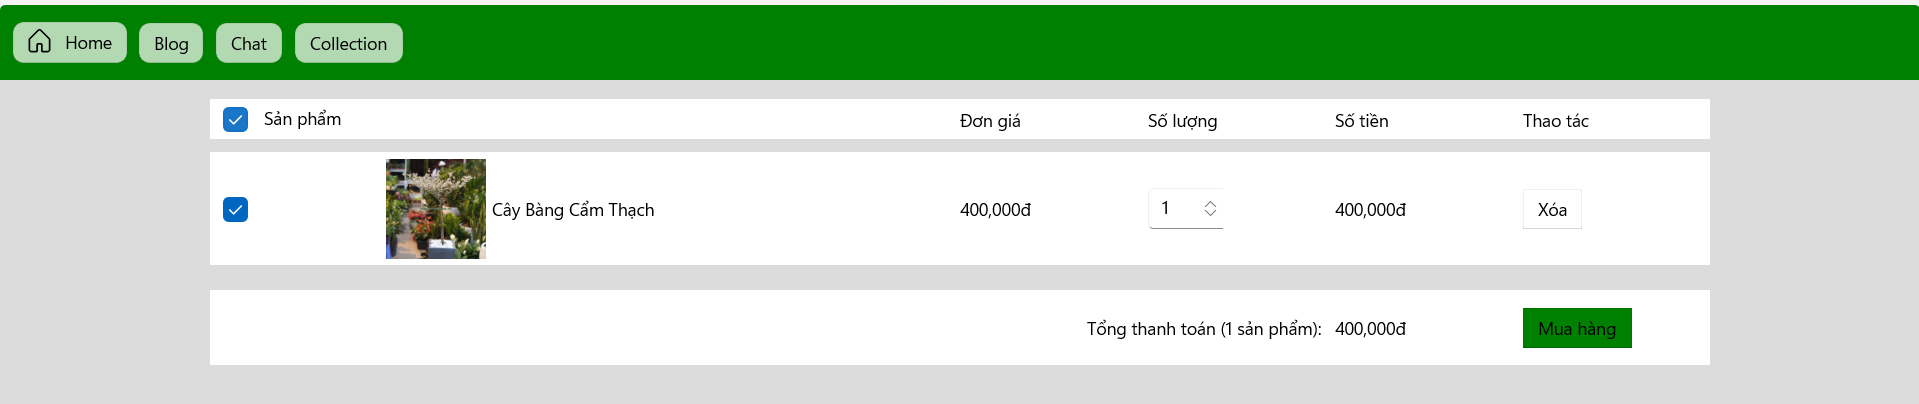 Home Blog Chat Collection
Sản phẩm Đơn giá Số lượng Số tiền Thao tác
Cây Bàng Cẩm Thạch 400,000đ 1 400,000đ Xóa
Tổng thanh toán (1 sản phẩm): 400,000đ Mua hàng